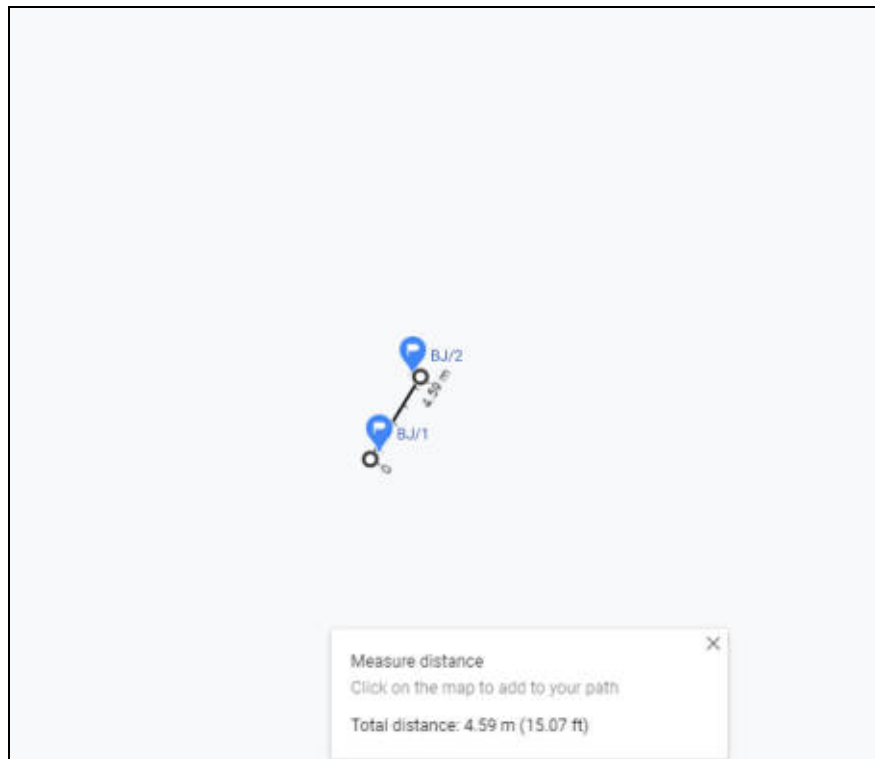 BJ/2
4.59 m
BJ/1
0
Measure distance
Click on the map to add to your path
Total distance: 4.59 m (15.07 ft)